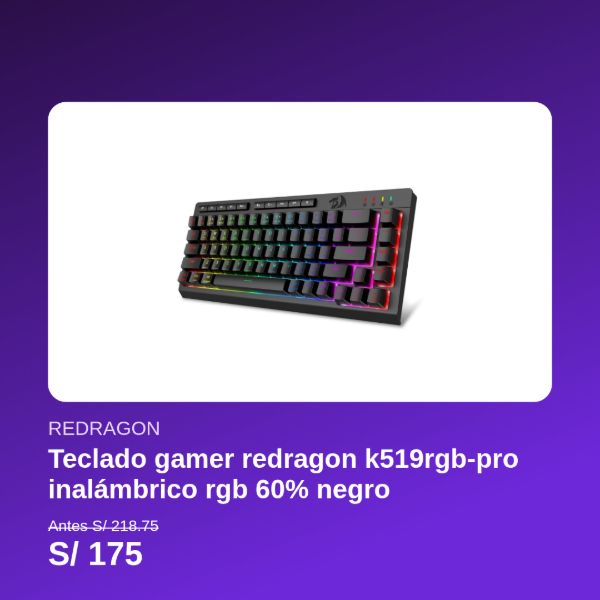 REDRAGON
Teclado gamer redragon k519rgb-pro
inalámbrico rgb 60% negro
Antes S/ 218.75
S/ 175